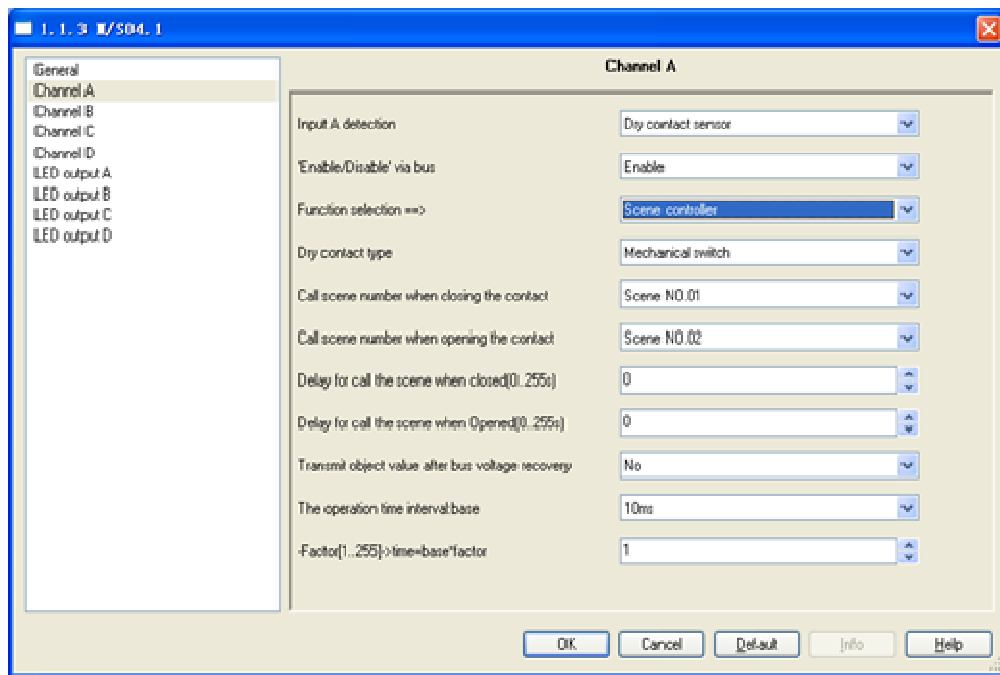 1.1.3 M/S04.1
General
Channel A
Channel B
Channel C
Channel D
LED output A
LED output B
LED output C
LED output D
Channel A
Input A detection Dry contact sensor
'Enable/Disable' via bus Enable
Function selection ==> Scene controller
Dry contact type Mechanical switch
Call scene number when closing the contact Scene NO.01
Call scene number when opening the contact Scene NO.02
Delay for call the scene when closed(0..255s) 0
Delay for call the scene when Opened(0..255s) 0
Transmit object value after bus voltage recovery No
The operation time interval:base 10ms
-Factor[1..255]->time=base*factor 1
OK Cancel Default Info Help